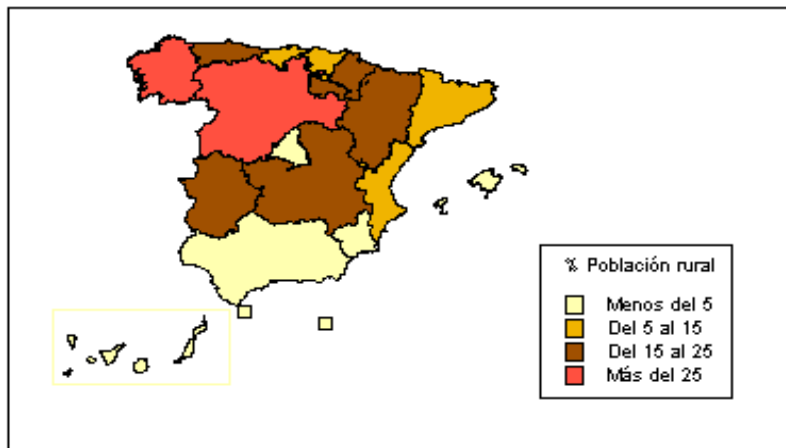 % Población rural
Menos del 5
Del 5 al 15
Del 15 al 25
Más del 25